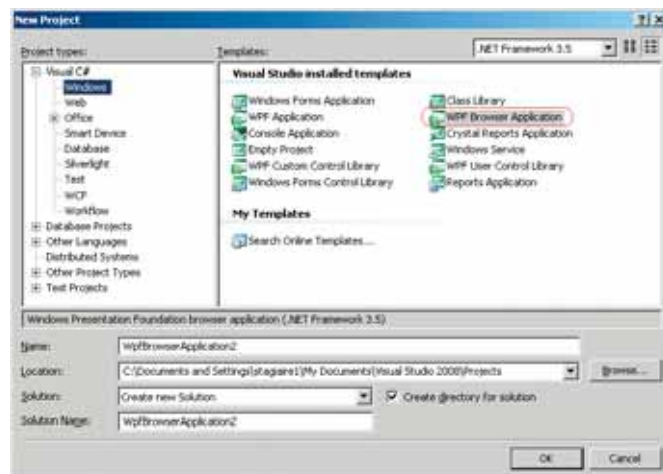 New Project
Project types:
Templates:
.NET Framework 3.5
Visual C#
Windows
Web
Office
Smart Device
Database
Silverlight
Test
WCF
Workflow
Database Projects
Other Languages
Distributed Systems
Other Project Types
Test Projects
Visual Studio installed templates
Windows Forms Application
WPF Application
Console Application
Empty Project
WPF Custom Control Library
Windows Forms Control Library
Class Library
WPF Browser Application
Crystal Reports Application
Windows Service
WPF User Control Library
Reports Application
My Templates
Search Online Templates...
Windows Presentation Foundation browser application (.NET Framework 3.5)
Name:
WpfBrowserApplication2
Location:
C:\Documents and Settings\stagiaire1\My Documents\Visual Studio 2008\Projects
Browse...
Solution:
Create new Solution
Create directory for solution
Solution Name:
WpfBrowserApplication2
OK
Cancel